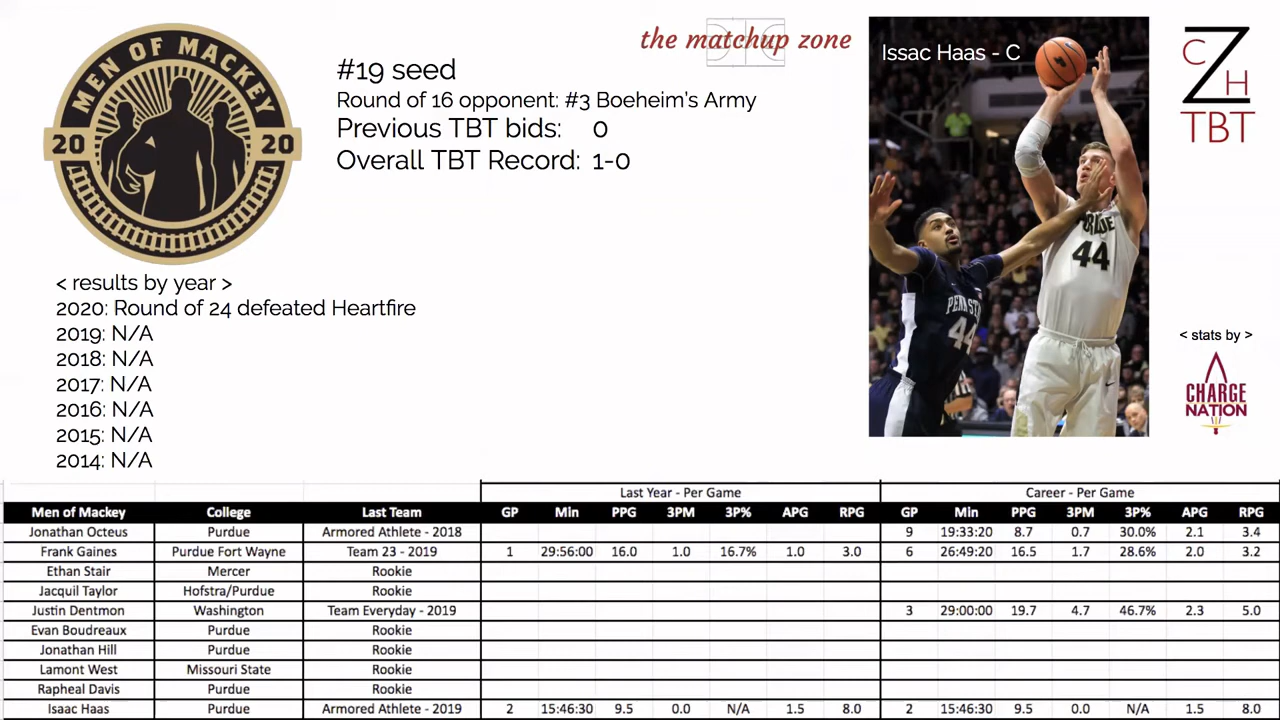 MEN OF MACKEY
20 20
#19 seed
Round of 16 opponent: #3 Boeheim's Army
Previous TBT bids: 0
Overall TBT Record: 1-0
the matchup zone
Issac Haas - C
C Z H
TBT
PURDUE
44
PENN STATE
44
< stats by >
CHARGE
NATION
< results by year >
2020: Round of 24 defeated Heartfire
2019: N/A
2018: N/A
2017: N/A
2016: N/A
2015: N/A
2014: N/A
Last Year - Per Game Career - Per Game
Men of Mackey College Last Team GP Min PPG 3PM 3P% APG RPG GP Min PPG 3PM 3P% APG RPG
Jonathan Octeus Purdue Armored Athlete - 2018 9 19:33:20 8.7 0.7 30.0% 2.1 3.4
Frank Gaines Purdue Fort Wayne Team 23 - 2019 1 29:56:00 16.0 1.0 16.7% 1.0 3.0 6 26:49:20 16.5 1.7 28.6% 2.0 3.2
Ethan Stair Mercer Rookie
Jacquil Taylor Hofstra/Purdue Rookie
Justin Dentmon Washington Team Everyday - 2019 3 29:00:00 19.7 4.7 46.7% 2.3 5.0
Evan Boudreaux Purdue Rookie
Jonathan Hill Purdue Rookie
Lamont West Missouri State Rookie
Rapheal Davis Purdue Rookie
Isaac Haas Purdue Armored Athlete - 2019 2 15:46:30 9.5 0.0 N/A 1.5 8.0 2 15:46:30 9.5 0.0 N/A 1.5 8.0